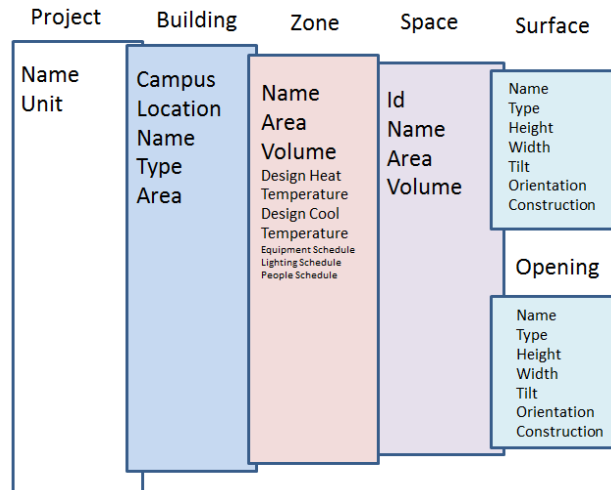 Project
Name
Unit
Building
Campus
Location
Name
Type
Area
Zone
Name
Area
Volume
Design Heat
Temperature
Design Cool
Temperature
Equipment Schedule
Lighting Schedule
People Schedule
Space
Id
Name
Area
Volume
Surface
Name
Type
Height
Width
Tilt
Orientation
Construction
Opening
Name
Type
Height
Width
Tilt
Orientation
Construction